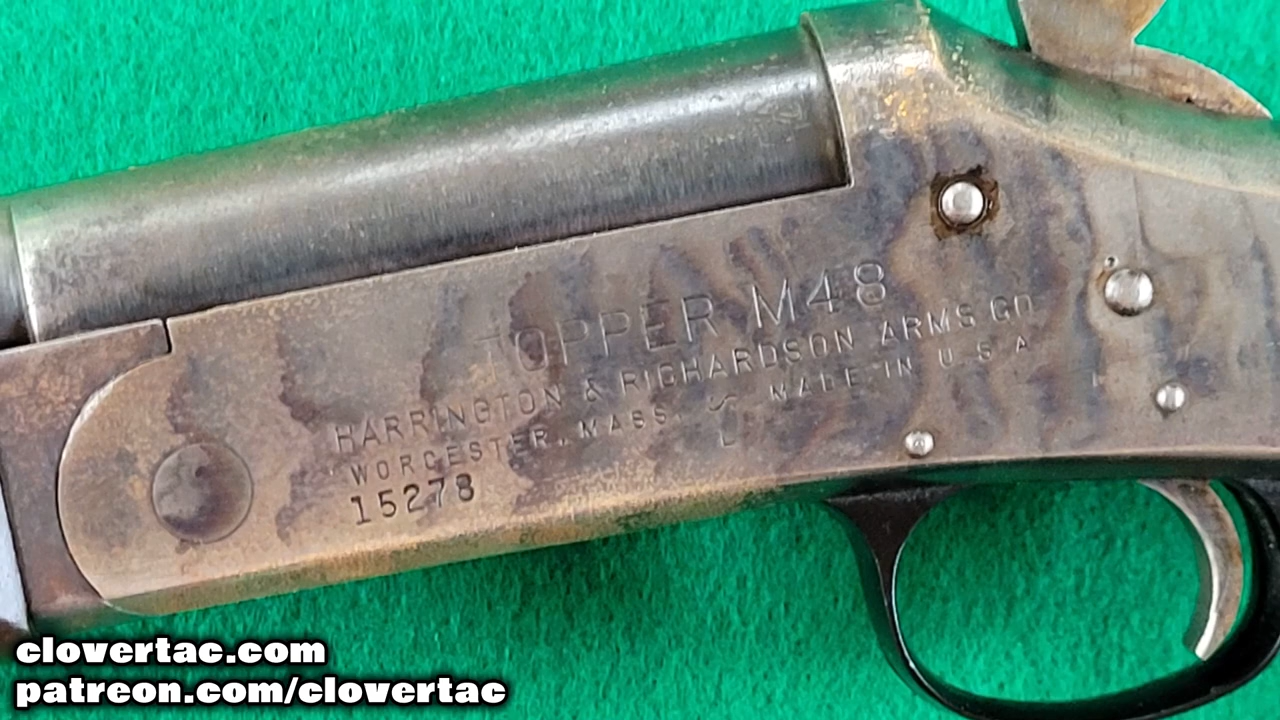 TOPPER M48
HARRINGTON & RICHARDSON ARMS CO
WORCESTER, MASS. MADE IN U S A
L
15278
clovertac.com
patreon.com/clovertac